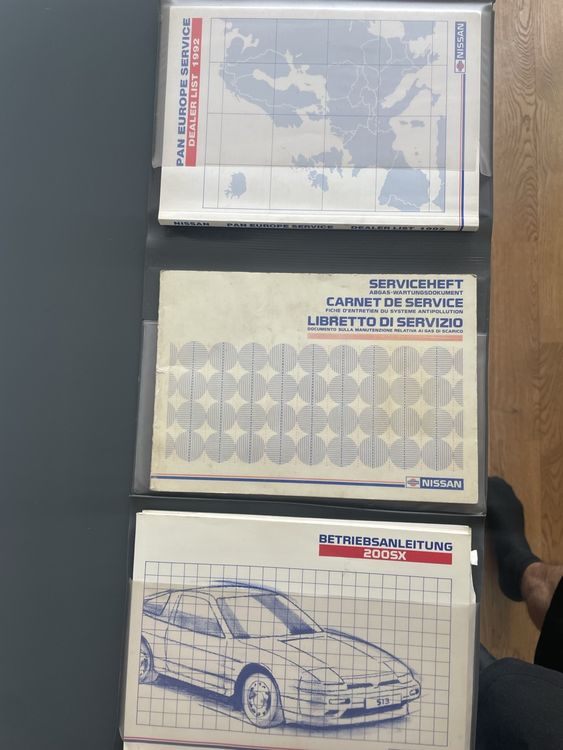 PAN EUROPE SERVICE
DEALER LIST 1992
NISSAN
NISSAN PAN EUROPE SERVICE DEALER LIST 1992
SERVICEHEFT
ABGAS-WARTUNGSDOKUMENT
CARNET DE SERVICE
FICHE D'ENTRETIEN DU SYSTEME ANTIPOLLUTION
LIBRETTO DI SERVIZIO
DOCUMENTO SULLA MANUTENZIONE RELATIVA AI GAS DI SCARICO
NISSAN
BETRIEBSANLEITUNG
200SX
S13